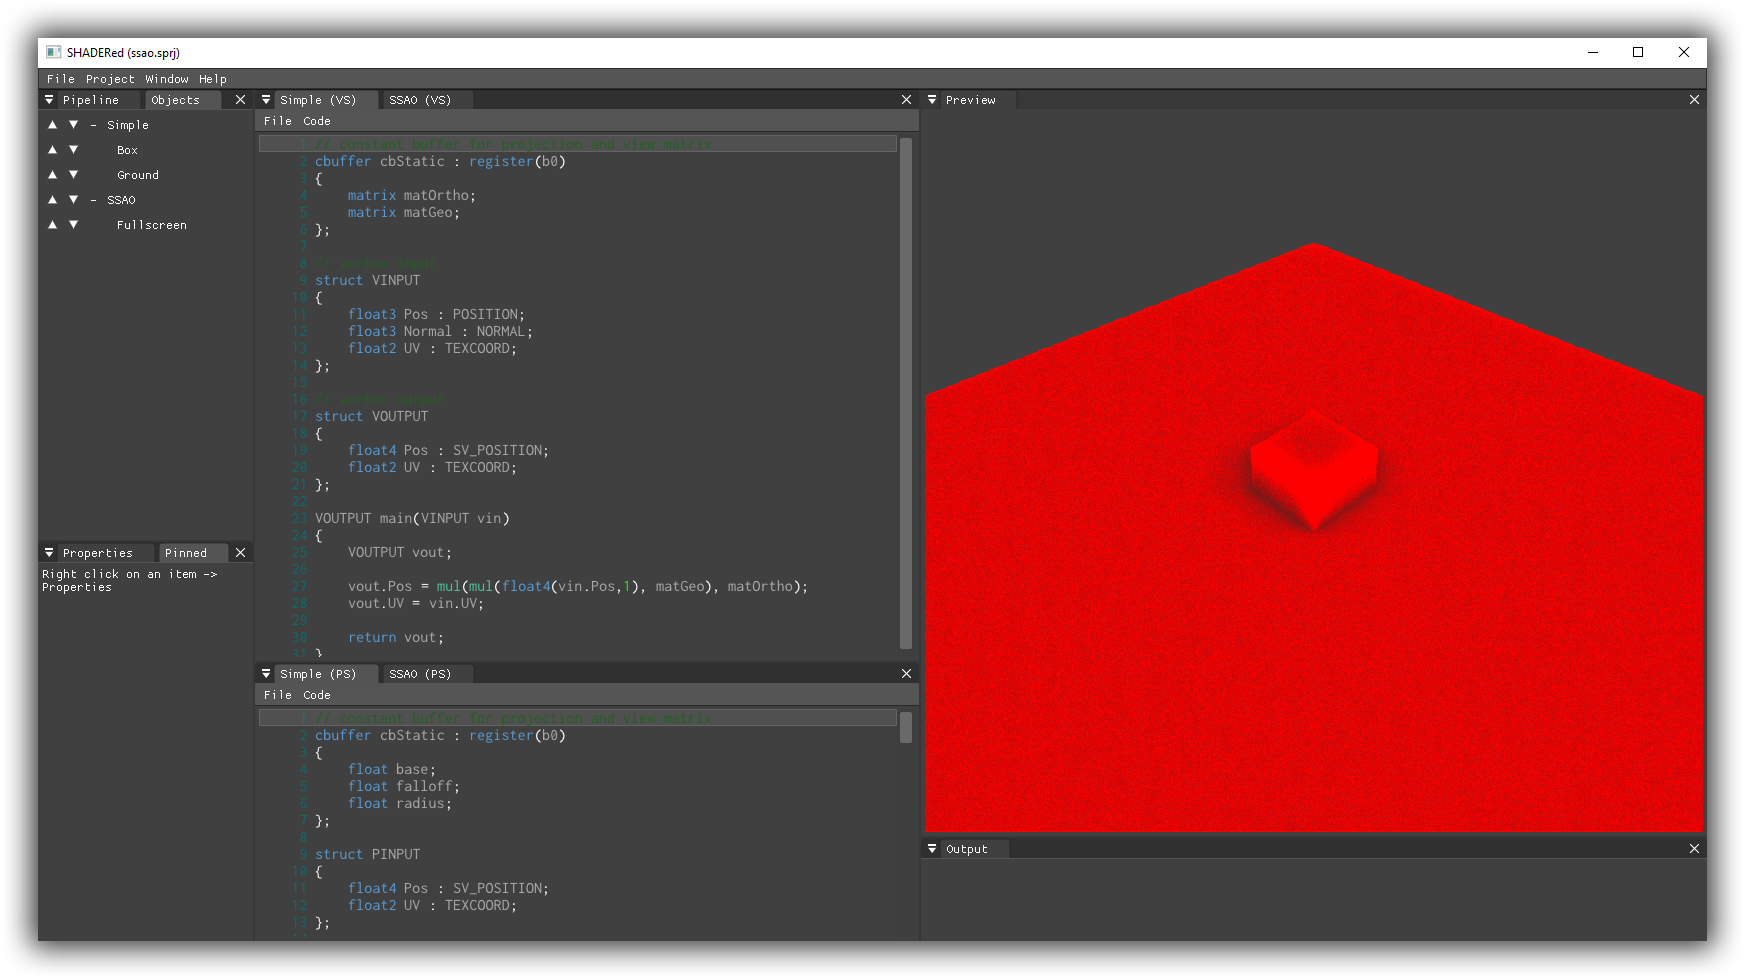 SHADERed (ssao.sprj)
File Project Window Help
Pipeline Objects
- Simple
Box
Ground
- SSAO
Fullscreen
Properties Pinned
Right click on an item ->
Properties
Simple (VS) SSAO (VS)
File Code
1 // constant buffer for projection and view matrix
2 cbuffer cbStatic : register(b0)
3 {
4 matrix matOrtho;
5 matrix matGeo;
6 };
7
8 // vertex input
9 struct VINPUT
10 {
11 float3 Pos : POSITION;
12 float3 Normal : NORMAL;
13 float2 UV : TEXCOORD;
14 };
15
16 // vertex output
17 struct VOUTPUT
18 {
19 float4 Pos : SV_POSITION;
20 float2 UV : TEXCOORD;
21 };
22
23 VOUTPUT main(VINPUT vin)
24 {
25 VOUTPUT vout;
26
27 vout.Pos = mul(mul(float4(vin.Pos,1), matGeo), matOrtho);
28 vout.UV = vin.UV;
29
30 return vout;
31 }
Simple (PS) SSAO (PS)
File Code
1 // constant buffer for projection and view matrix
2 cbuffer cbStatic : register(b0)
3 {
4 float base;
5 float falloff;
6 float radius;
7 };
8
9 struct PINPUT
10 {
11 float4 Pos : SV_POSITION;
12 float2 UV : TEXCOORD;
13 };
Preview
Output